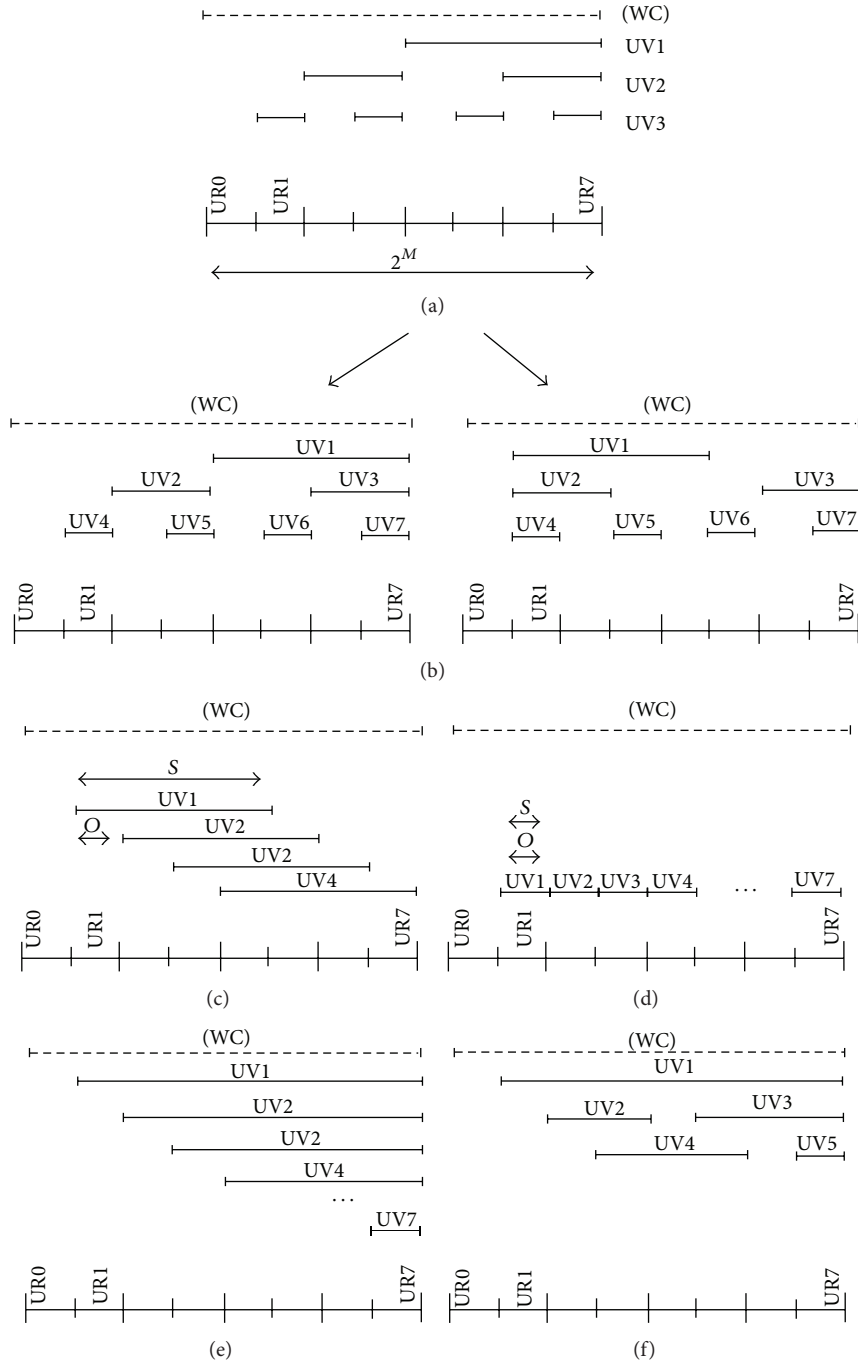 (WC)
UV1
UV2
UV3
UR0 UR1 UR7
2^M
(a)
(WC) (WC)
UV1 UV1
UV2 UV3 UV2 UV3
UV4 UV5 UV6 UV7 UV4 UV5 UV6 UV7
UR0 UR1 UR7 UR0 UR1 UR7
(b)
(WC)
S
UV1
O UV2
UV2
UV4
UR0 UR1 UR7
(c)
(WC)
S
O
UV1 UV2 UV3 UV4 ... UV7
UR0 UR1 UR7
(d)
(WC)
UV1
UV2
UV2
UV4
...
UV7
UR0 UR1 UR7
(e)
(WC)
UV1
UV2 UV3
UV4 UV5
UR0 UR1 UR7
(f)